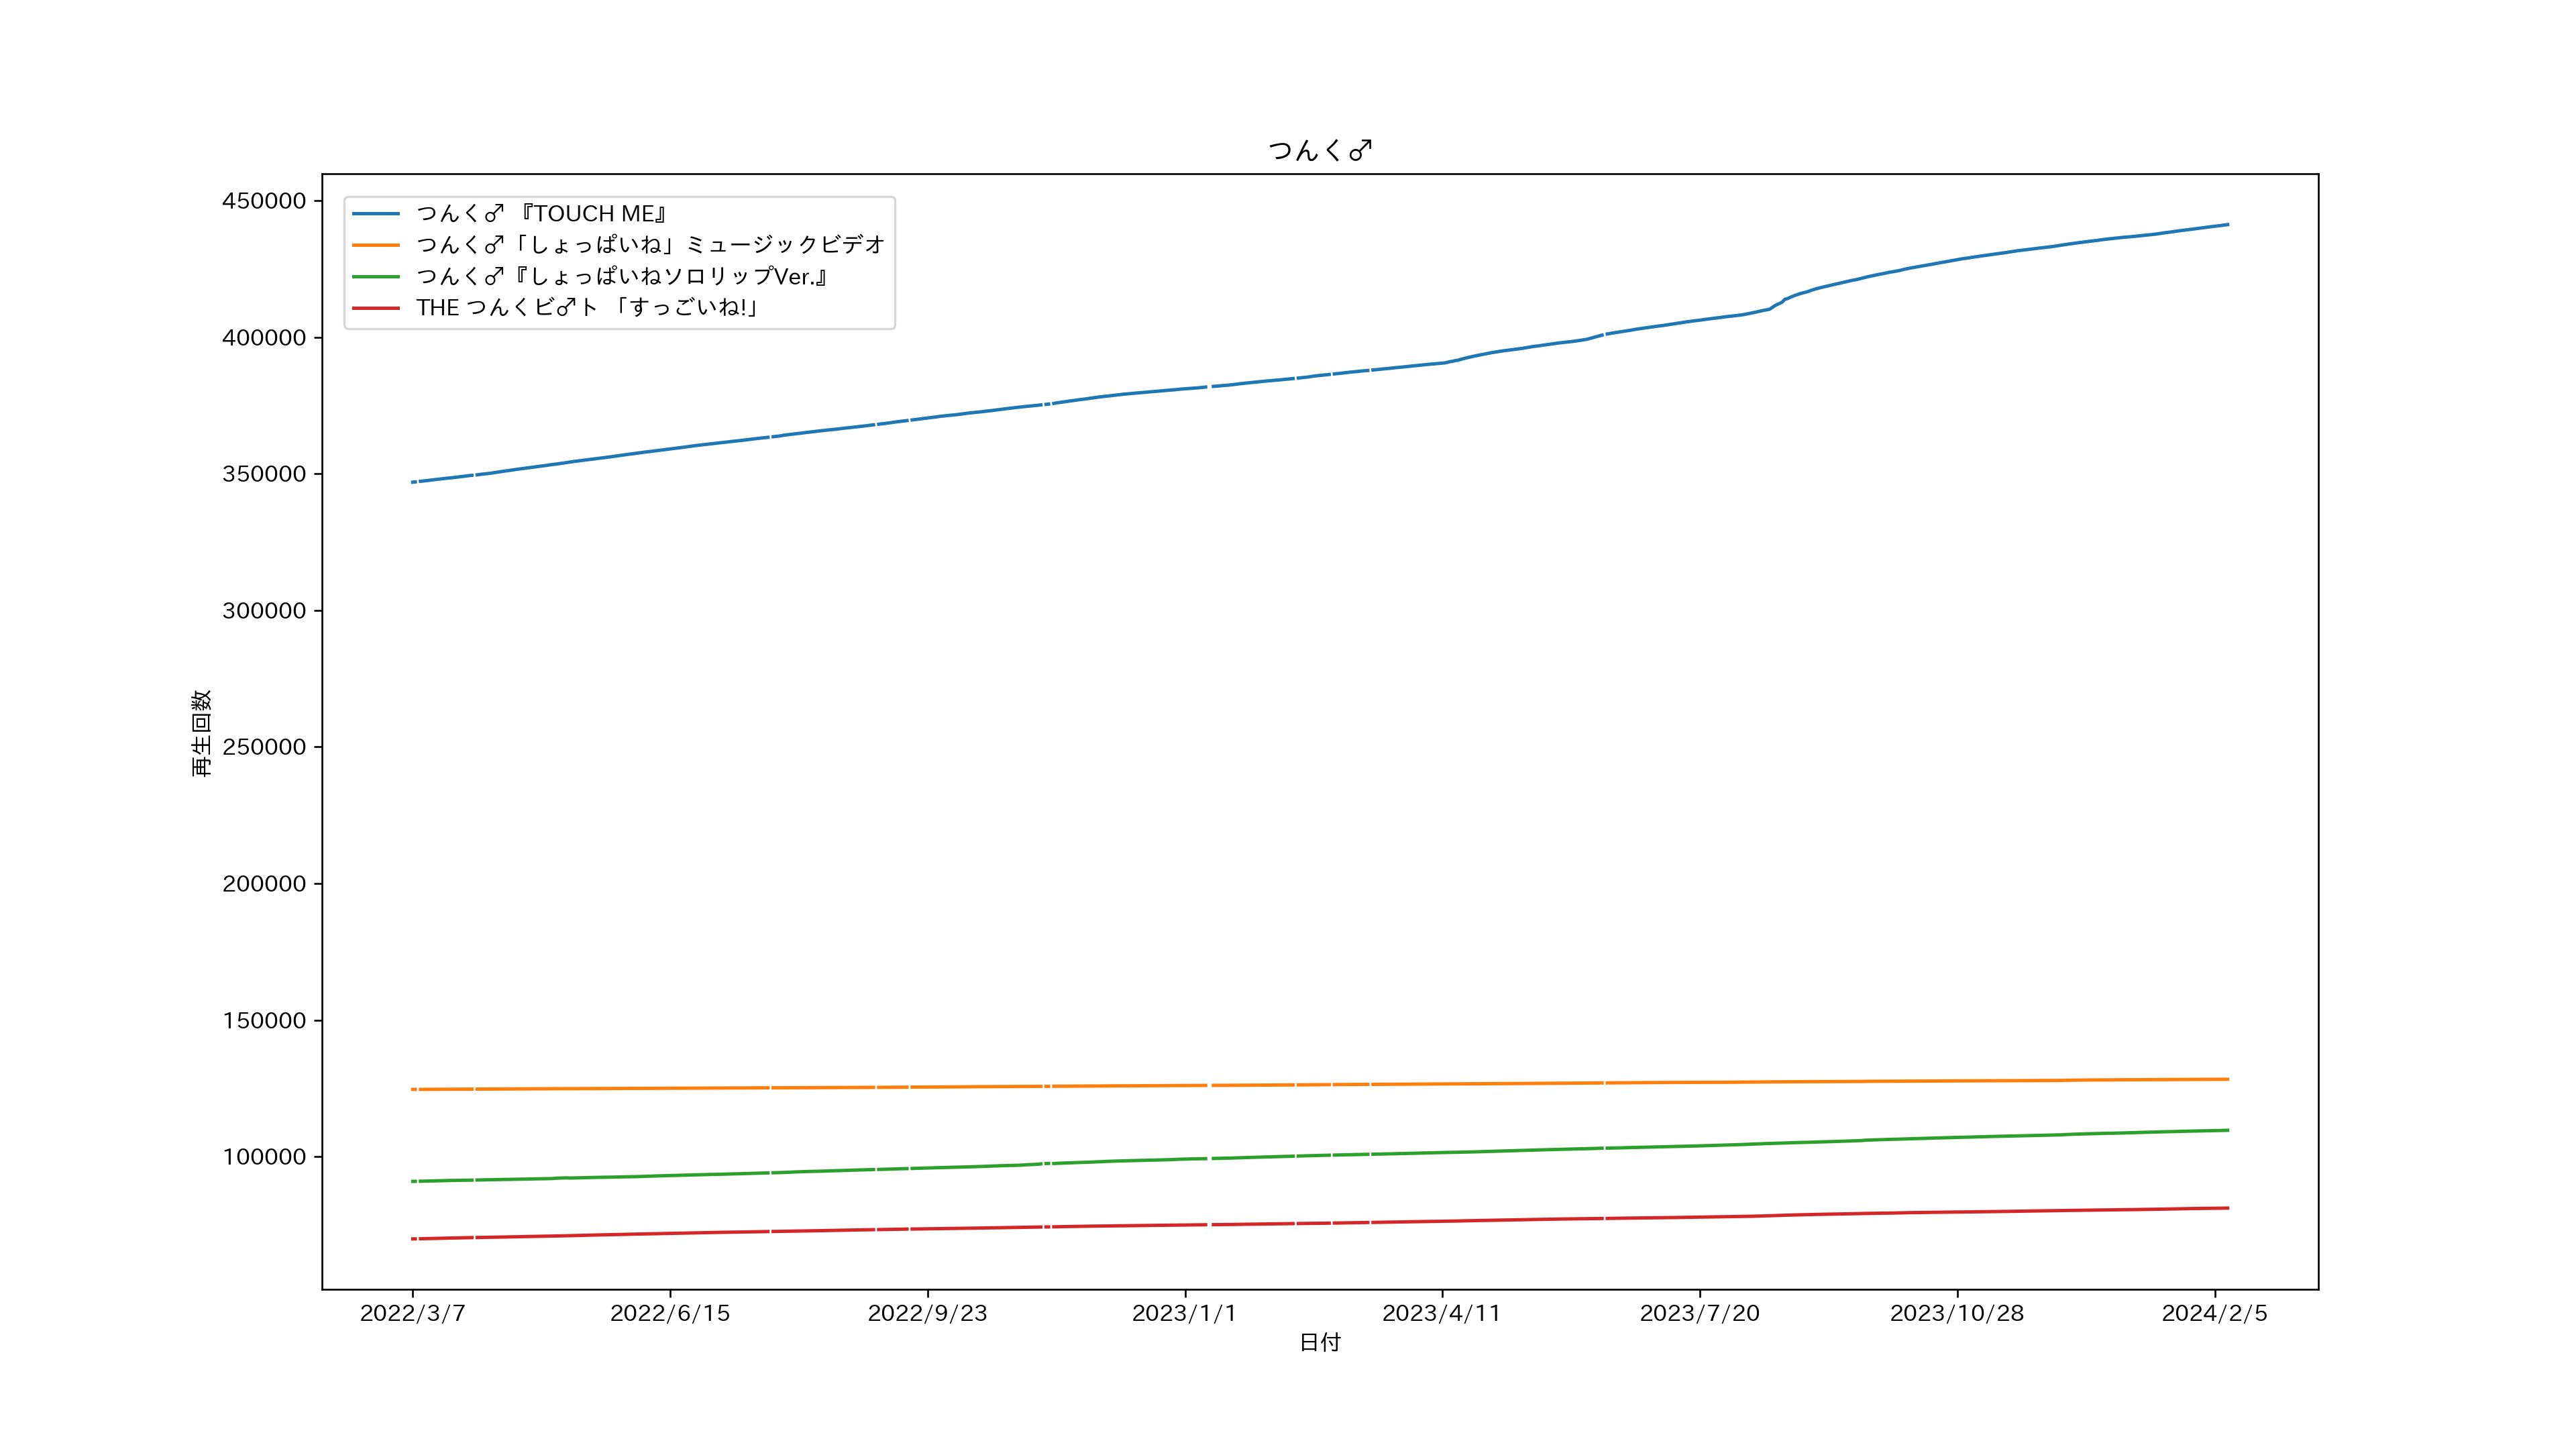 つんく♂
450000
400000
350000
300000
250000
200000
150000
100000
再生回数
つんく♂ 『TOUCH ME』
つんく♂「しょっぱいね」ミュージックビデオ
つんく♂『しょっぱいねソロリップVer.』
THE つんくビ♂ト 「すっごいね!」
2022/3/7
2022/6/15
2022/9/23
2023/1/1
2023/4/11
2023/7/20
2023/10/28
2024/2/5
日付